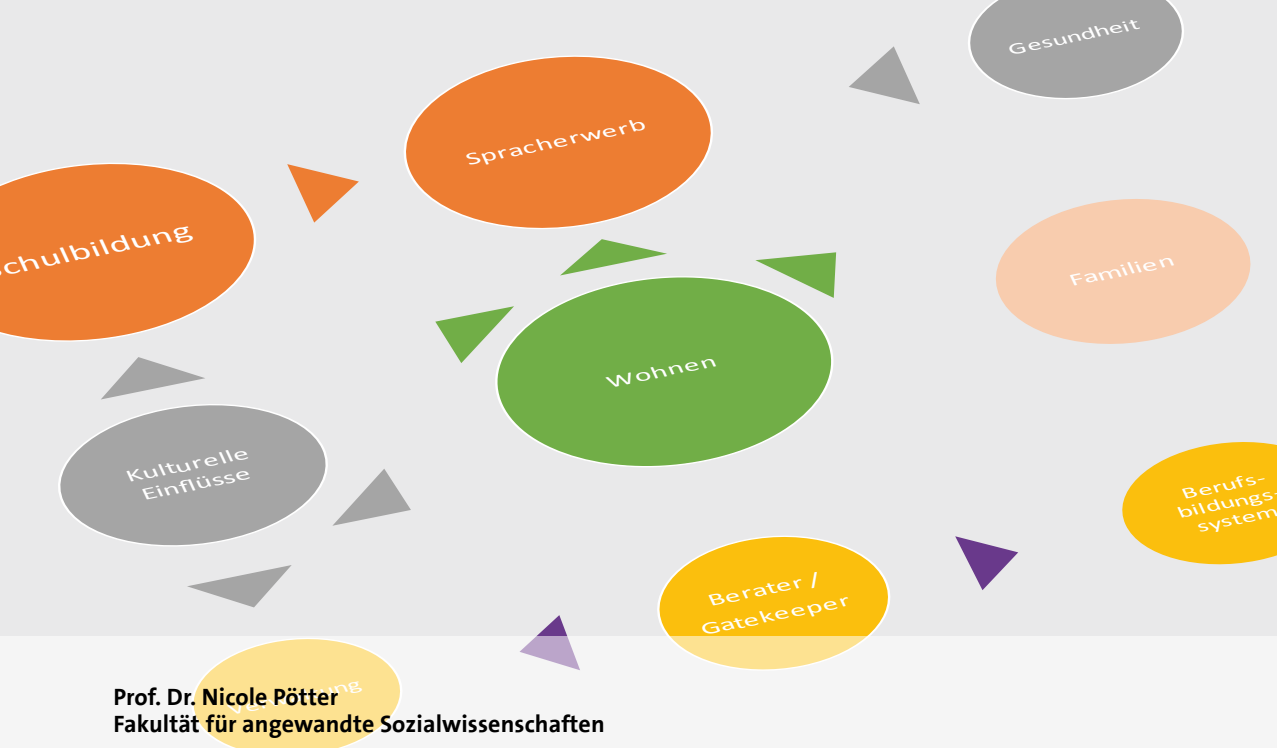 Gesundheit
Spracherwerb
chulbildung
Familien
Wohnen
Kulturelle
Einflüsse
Berufs-
bildungs-
system
Berater /
Gatekeeper
Prof. Dr. Nicole Pötter
Fakultät für angewandte Sozialwissenschaften